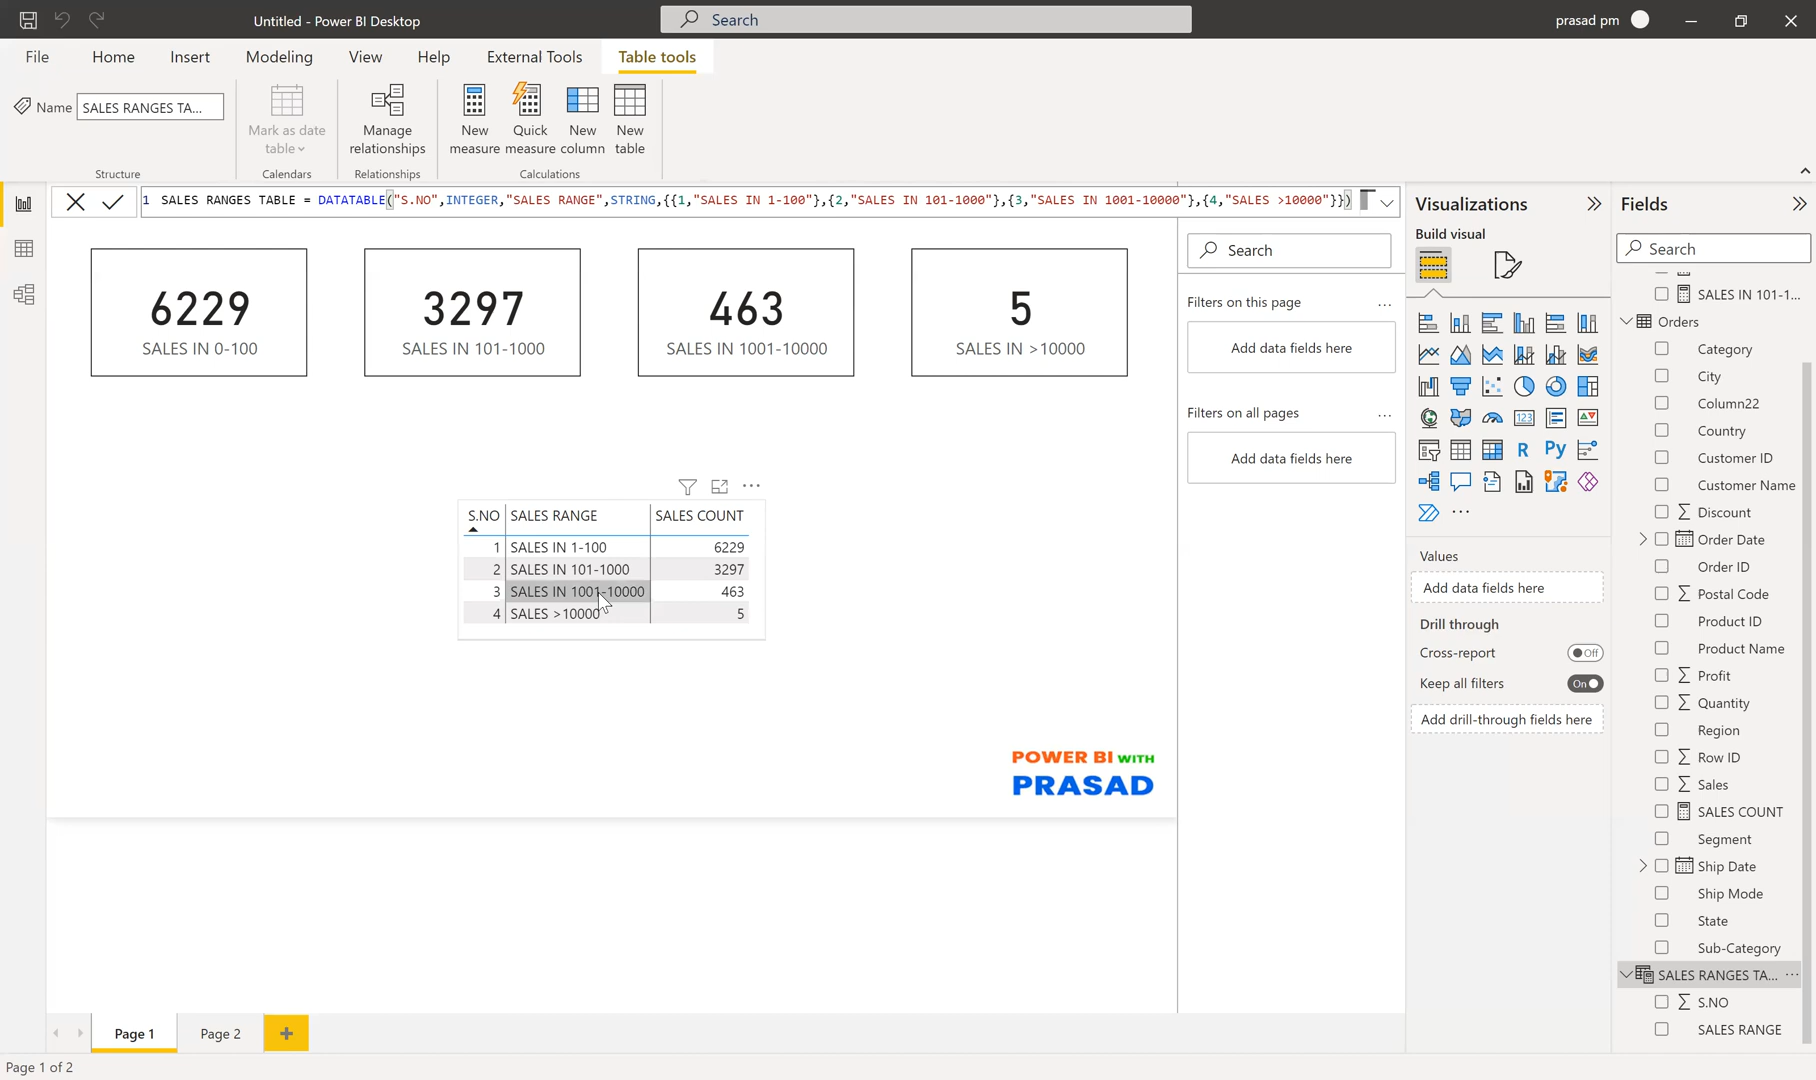 Untitled - Power BI Desktop
Search
prasad pm
File Home Insert Modeling View Help External Tools Table tools
Name SALES RANGES TA...
Mark as date table
Manage relationships
New measure
Quick measure
New column
New table
Structure
Calendars
Relationships
Calculations
1 SALES RANGES TABLE = DATATABLE("S.NO",INTEGER,"SALES RANGE",STRING,{{1,"SALES IN 1-100"},{2,"SALES IN 101-1000"},{3,"SALES IN 1001-10000"},{4,"SALES >10000"}})
6229
SALES IN 0-100
3297
SALES IN 101-1000
463
SALES IN 1001-10000
5
SALES IN >10000
S.NO SALES RANGE SALES COUNT
1 SALES IN 1-100 6229
2 SALES IN 101-1000 3297
3 SALES IN 1001-10000 463
4 SALES >10000 5
POWER BI WITH
PRASAD
Search
Filters on this page ...
Add data fields here
Filters on all pages ...
Add data fields here
Visualizations
Build visual
123
R
Py
...
Values
Add data fields here
Drill through
Cross-report Off
Keep all filters On
Add drill-through fields here
Fields
Search
SALES IN 101-1...
Orders
Category
City
Column22
Country
Customer ID
Customer Name
Discount
Order Date
Order ID
Postal Code
Product ID
Product Name
Profit
Quantity
Region
Row ID
Sales
SALES COUNT
Segment
Ship Date
Ship Mode
State
Sub-Category
SALES RANGES TA... ...
S.NO
SALES RANGE
Page 1
Page 2
+
Page 1 of 2